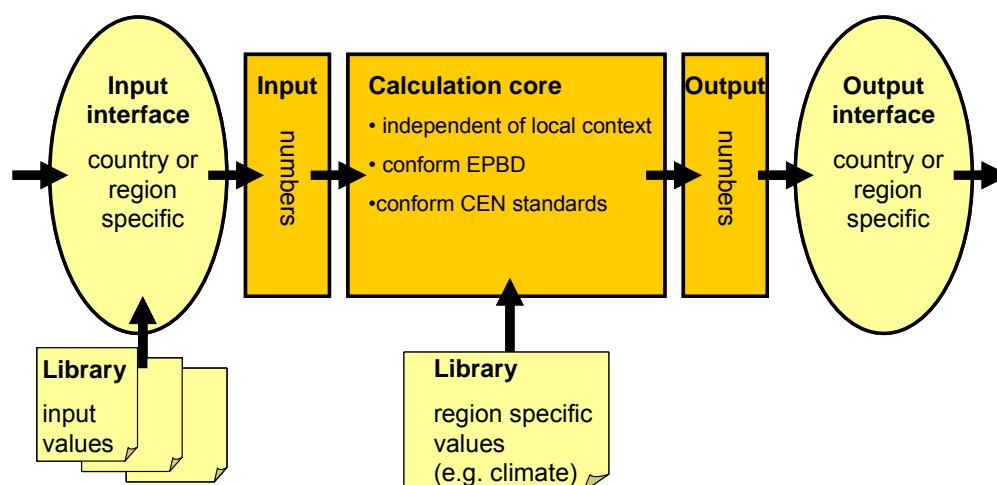 Input
interface
country or
region
specific
Input
numbers
Calculation core
• independent of local context
• conform EPBD
•conform CEN standards
Output
numbers
Output
interface
country or
region
specific
Library
input
values
Library
region specific
values
(e.g. climate)